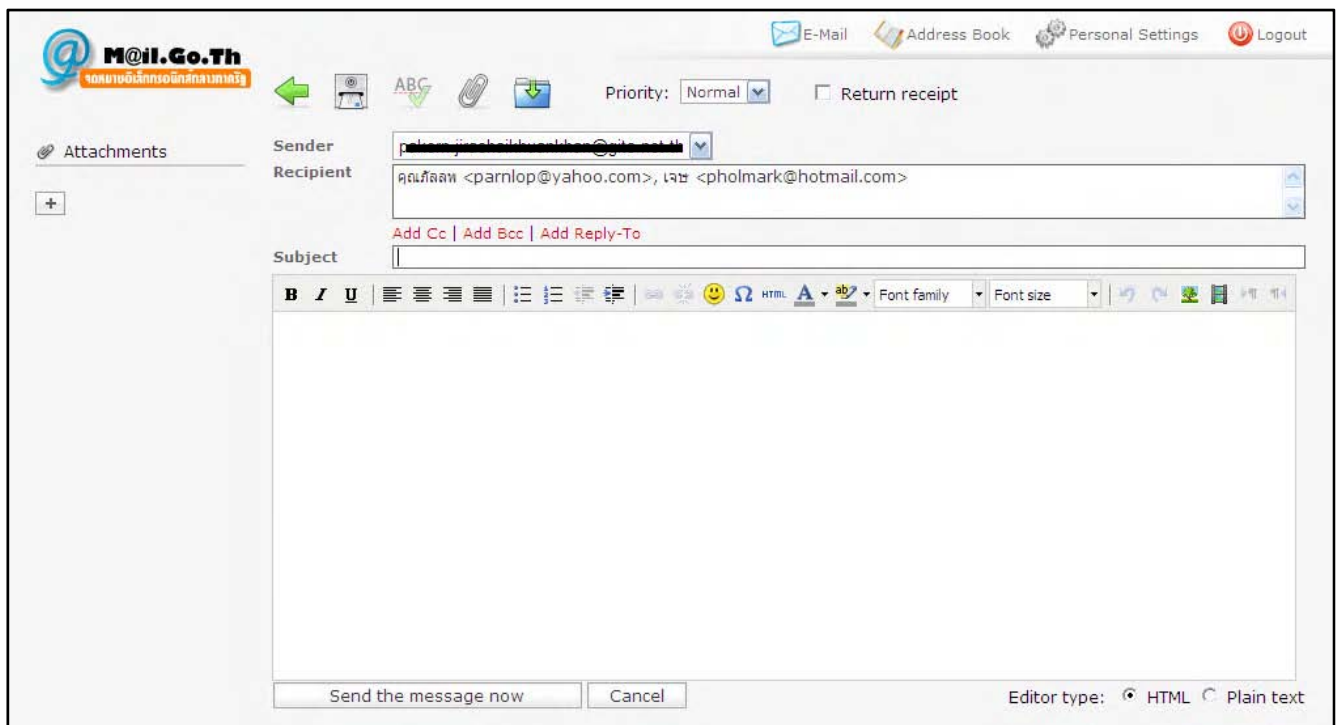 E-Mail Address Book Personal Settings Logout
M@il.Go.Th
จดหมายอิเล็กทรอนิกส์กลางภาครัฐ
ABC
Priority: Normal Return receipt
Attachments
Sender
Recipient คุณภัลลพ <parnlop@yahoo.com>, เจษ <pholmark@hotmail.com>
+
Add Cc | Add Bcc | Add Reply-To
Subject
B I U HTML A ab Font family Font size
Send the message now Cancel Editor type: HTML Plain text